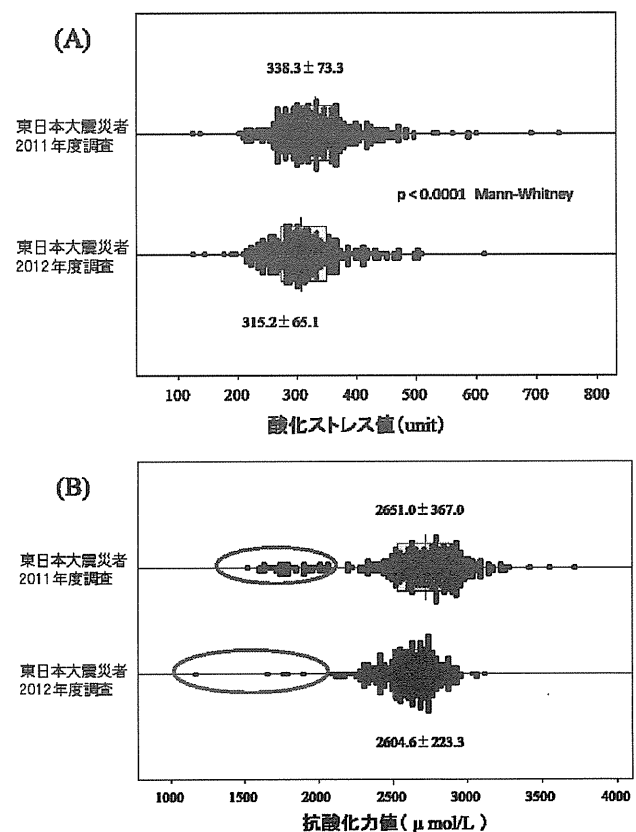 (A)
338.3±73.3
東日本大震災者
2011年度調査
p<0.0001 Mann-Whitney
東日本大震災者
2012年度調査
315.2±65.1
100 200 300 400 500 600 700 800
酸化ストレス値(unit)
(B)
2651.0±367.0
東日本大震災者
2011年度調査
東日本大震災者
2012年度調査
2604.6±223.3
1000 1500 2000 2500 3000 3500 4000
抗酸化力値(μ mol/L)